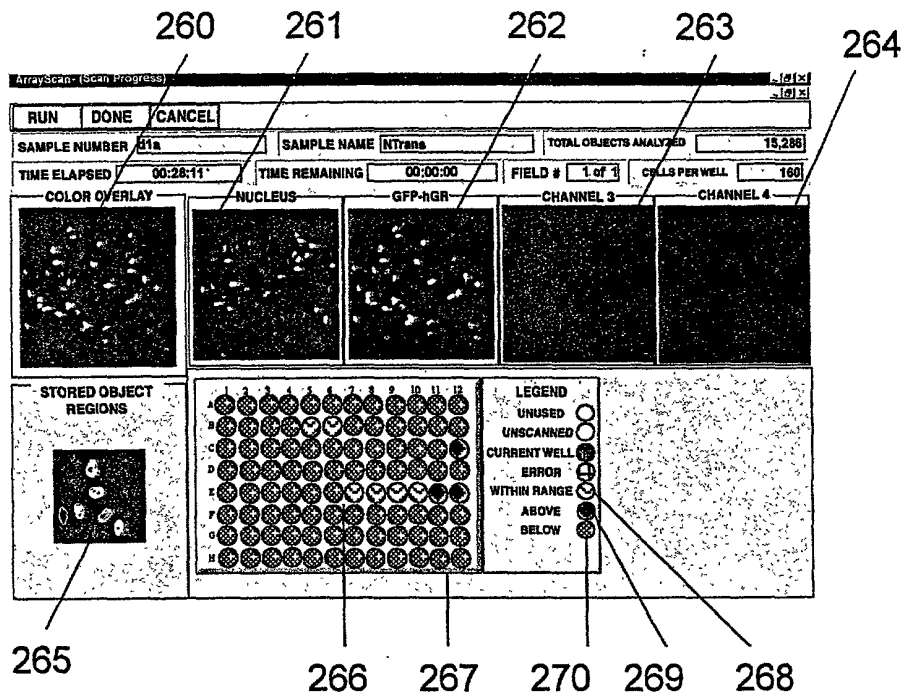 260 261 262 263 264
ArrayScan- (Scan Progress)
RUN DONE CANCEL
SAMPLE NUMBER d1a SAMPLE NAME NTrans TOTAL OBJECTS ANALYZED 15,288
TIME ELAPSED 00:28:11 TIME REMAINING 00:00:00 FIELD # 1 of 1 CELLS PER WELL 160
COLOR OVERLAY NUCLEUS GFP-hGR CHANNEL 3 CHANNEL 4
STORED OBJECT
REGIONS
1 2 3 4 5 6 7 8 9 10 11 12
A
B
C
D
E
F
G
H
LEGEND
UNUSED
UNSCANNED
CURRENT WELL
ERROR
WITHIN RANGE
ABOVE
BELOW
265 266 267 270 269 268